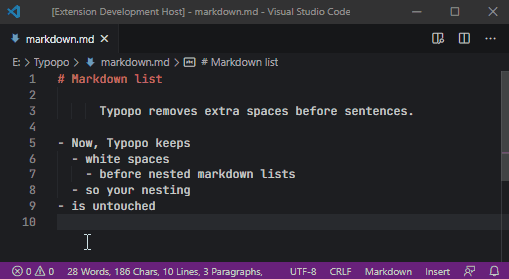 [Extension Development Host] - markdown.md - Visual Studio Code
markdown.md
E: > Typopo > markdown.md > # Markdown list
1 # Markdown list
2
3 Typopo removes extra spaces before sentences.
4
5 - Now, Typopo keeps
6 - white spaces
7 - before nested markdown lists
8 - so your nesting
9 - is untouched
10
0 0 28 Words, 186 Chars, 10 Lines, 3 Paragraphs, UTF-8 CRLF Markdown Insert